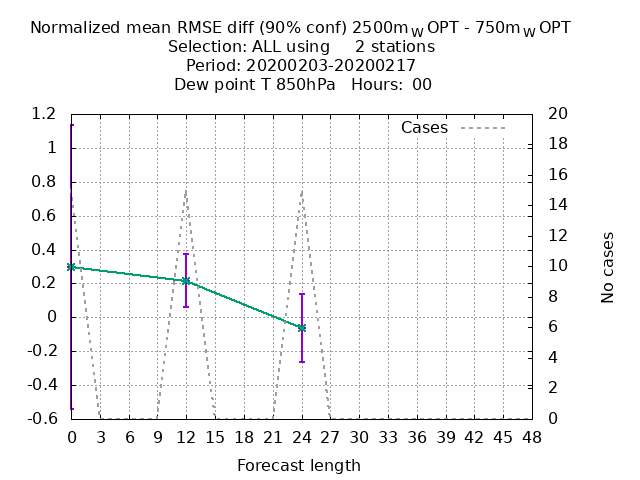 Normalized mean RMSE diff (90% conf) 2500m W OPT - 750m W OPT
Selection: ALL using 2 stations
Period: 20200203-20200217
Dew point T 850hPa Hours: 00
Cases
1.2
1
0.8
0.6
0.4
0.2
0
-0.2
-0.4
-0.6
20
18
16
14
12
10
8
6
4
2
0
No cases
0 3 6 9 12 15 18 21 24 27 30 33 36 39 42 45 48
Forecast length